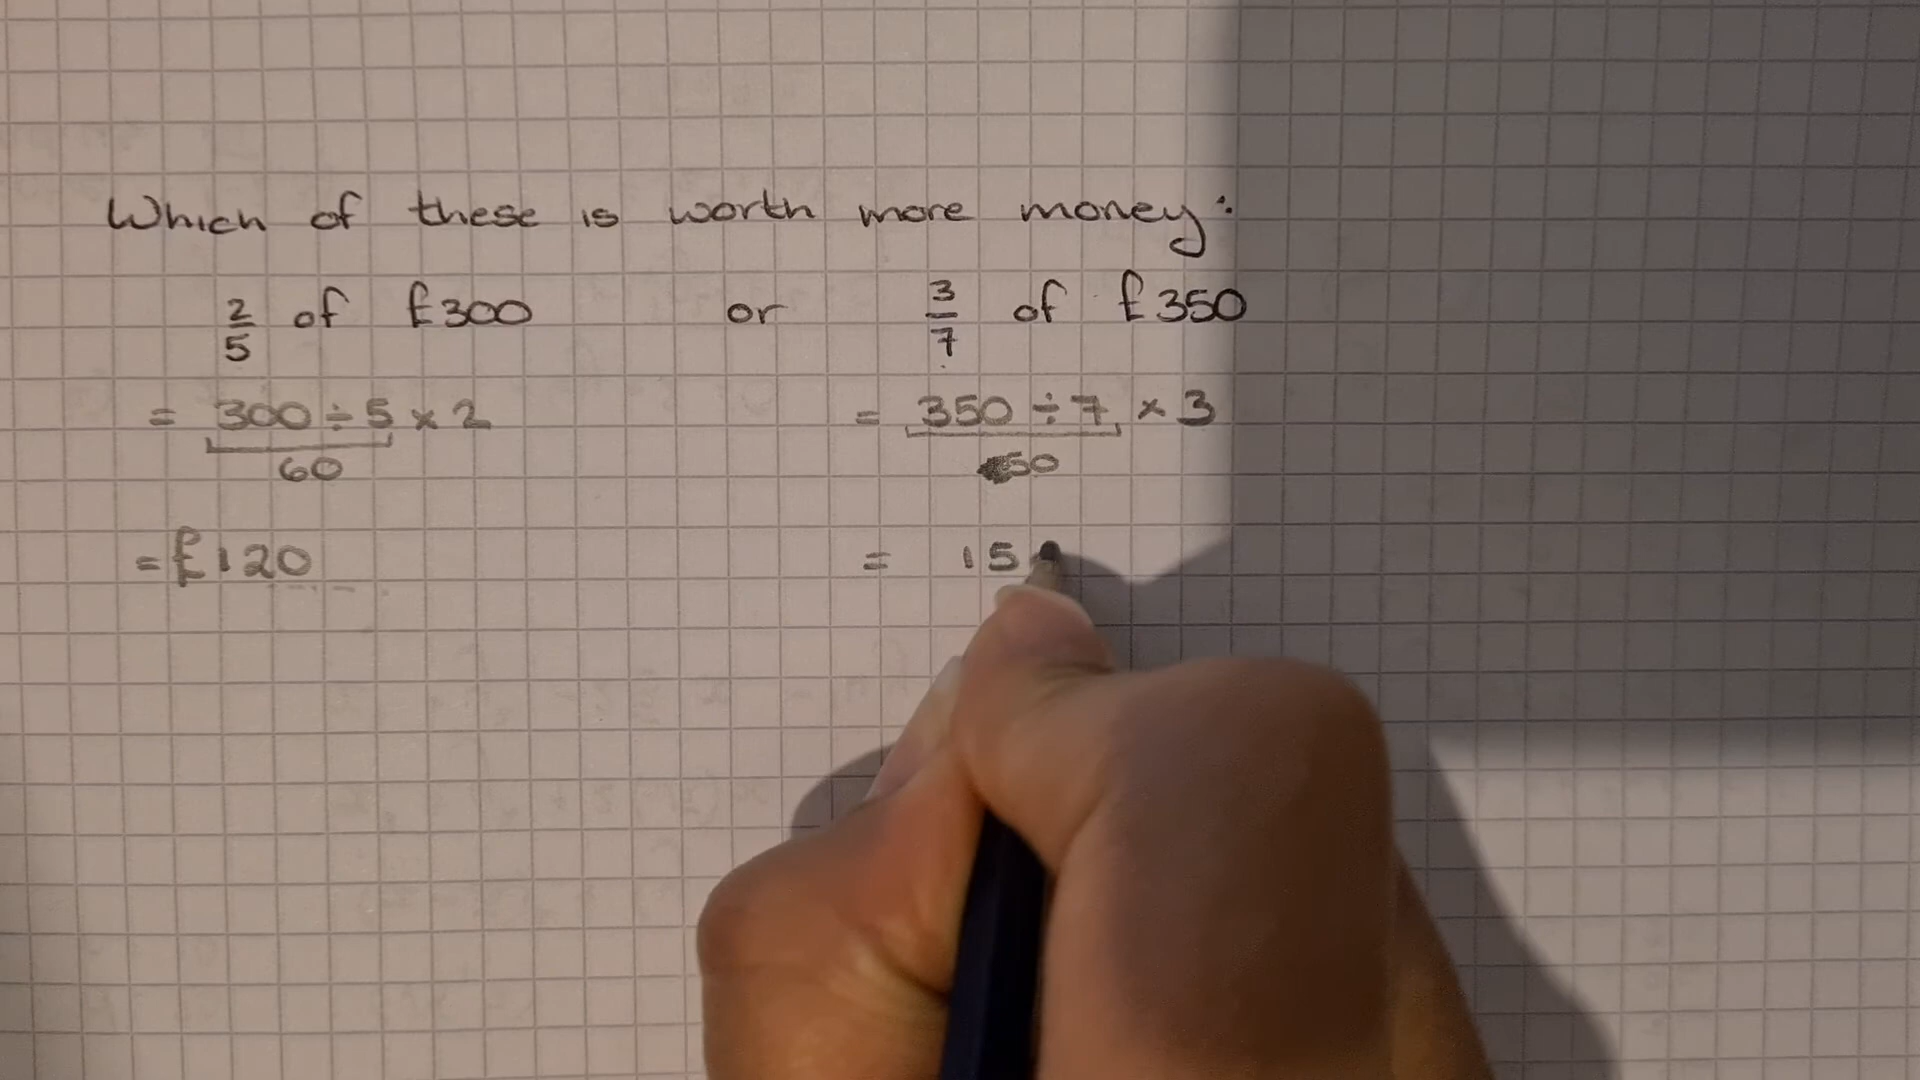 Which of these is worth more money:
2/5 of £300 or 3/7 of £350
= 300 ÷ 5 × 2 = 350 ÷ 7 × 3
60 50
= £120 = 15